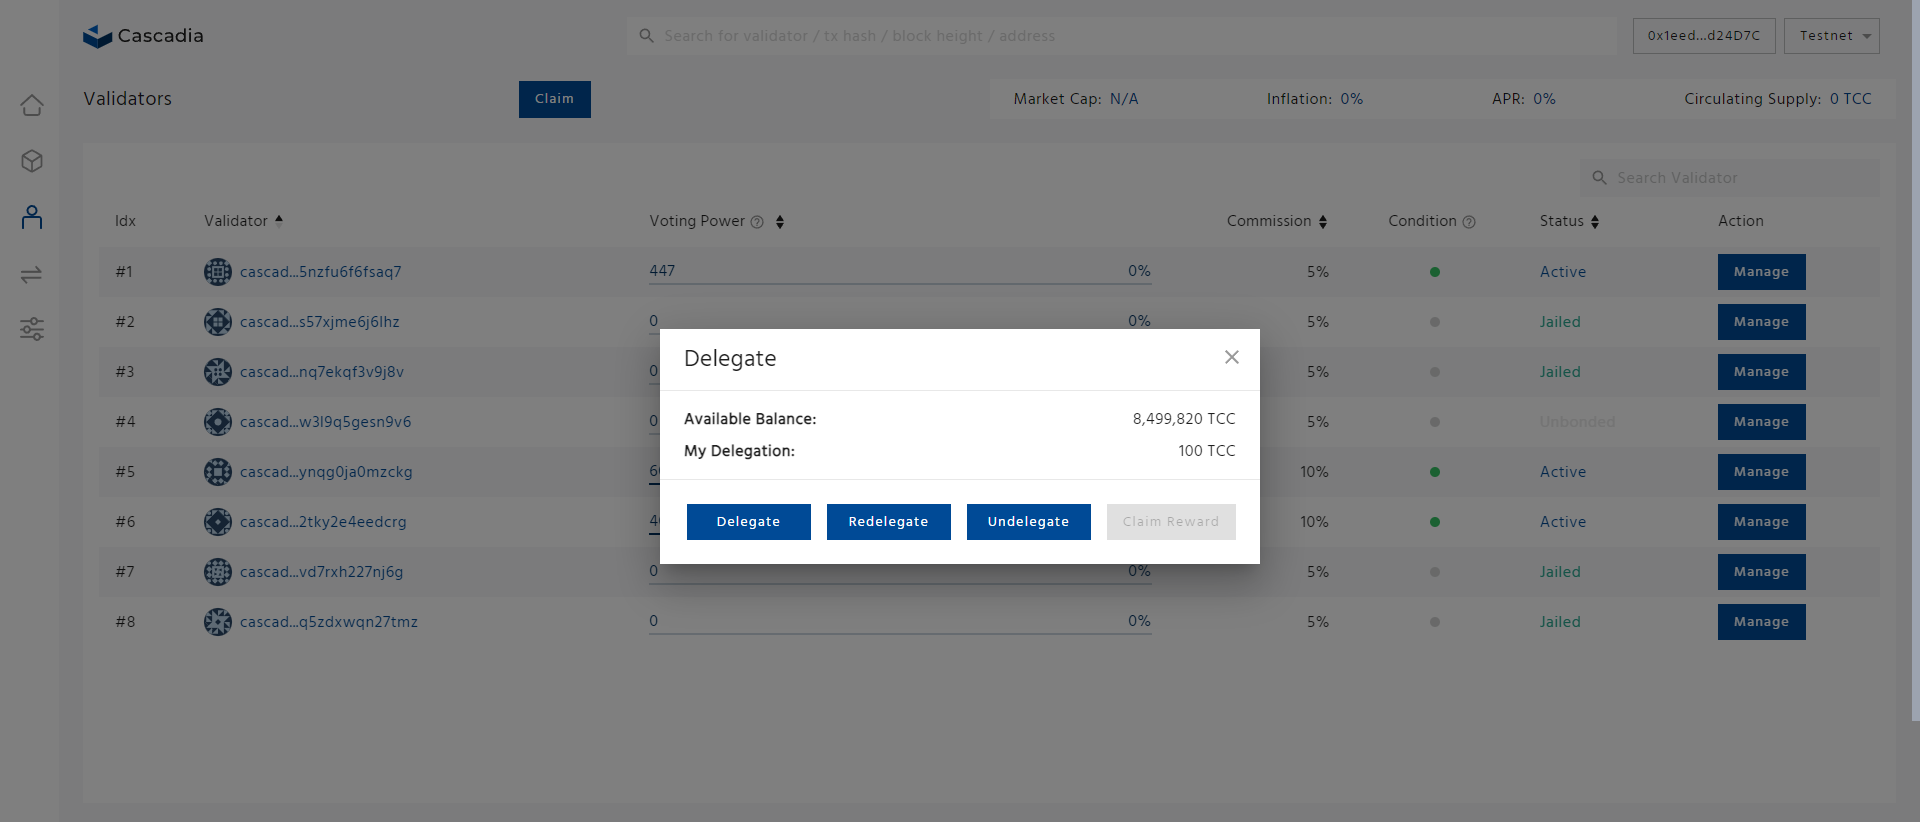 Cascadia
Search for validator / tx hash / block height / address
0x1eed...d24D7C
Testnet
Validators
Claim
Market Cap: N/A
Inflation: 0%
APR: 0%
Circulating Supply: 0 TCC
Search Validator
Idx Validator Voting Power Commission Condition Status Action
#1 cascad...5nzfu6f6fsaq7 447 0% 5% Active Manage
#2 cascad...s57xjme6j6lhz 0 0% 5% Jailed Manage
#3 cascad...nq7ekqf3v9j8v 0 5% Jailed Manage
#4 cascad...w3l9q5gesn9v6 0 5% Unbonded Manage
#5 cascad...ynqg0ja0mzckg 10% Active Manage
#6 cascad...2tky2e4eedcrg 10% Active Manage
#7 cascad...vd7rxh227nj6g 0 0% 5% Jailed Manage
#8 cascad...q5zdxwqn27tmz 0 0% 5% Jailed Manage
Delegate
Available Balance: 8,499,820 TCC
My Delegation: 100 TCC
Delegate Redelegate Undelegate Claim Reward